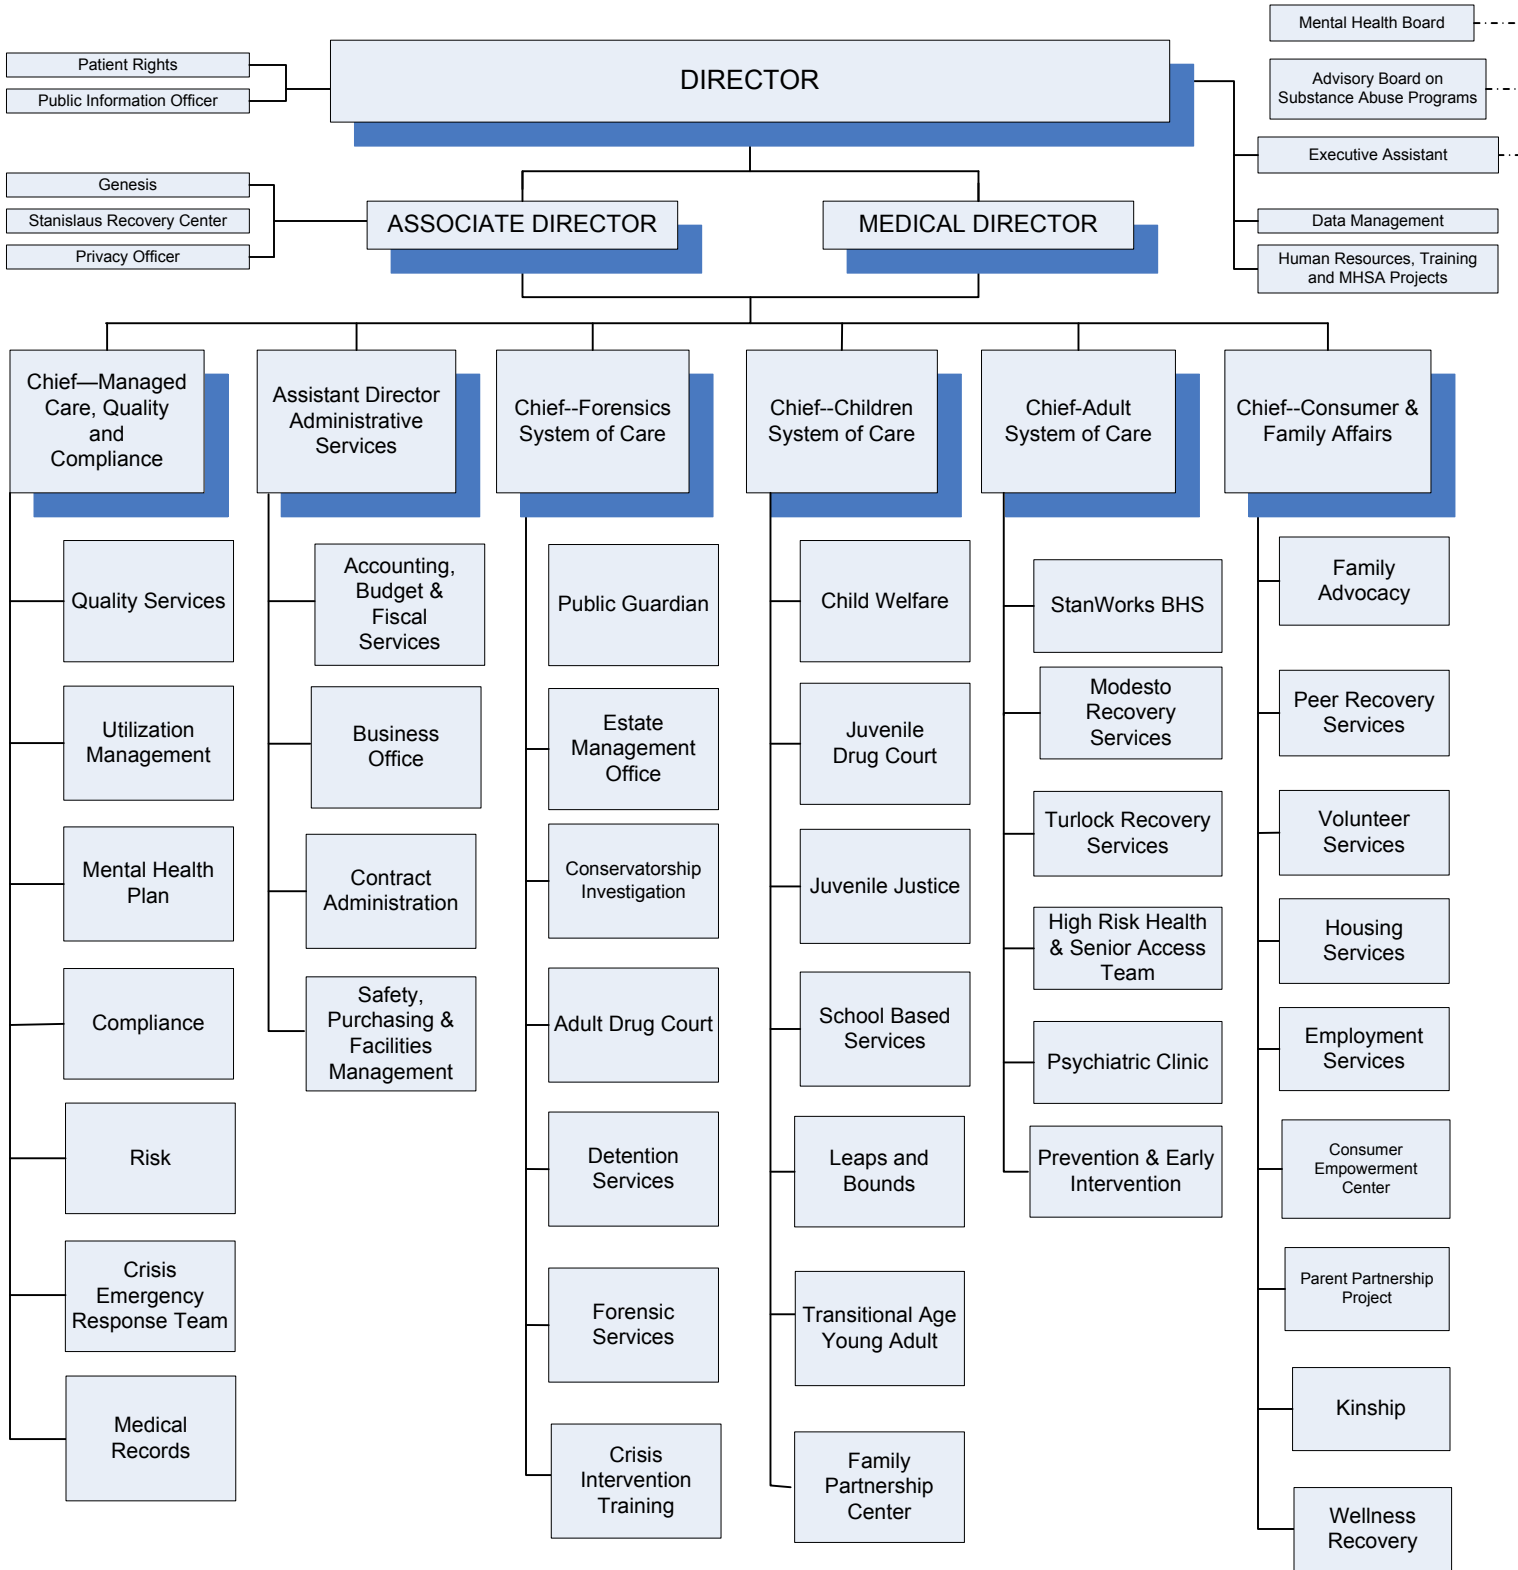 Mental Health Board
DIRECTOR
Patient Rights
Public Information Officer
Advisory Board on
Substance Abuse Programs
Executive Assistant
Genesis
Stanislaus Recovery Center
Privacy Officer
ASSOCIATE DIRECTOR
MEDICAL DIRECTOR
Data Management
Human Resources, Training
and MHSA Projects
Chief—Managed
Care, Quality
and
Compliance
Assistant Director
Administrative
Services
Chief--Forensics
System of Care
Chief--Children
System of Care
Chief-Adult
System of Care
Chief--Consumer &
Family Affairs
Quality Services
Utilization
Management
Mental Health
Plan
Compliance
Risk
Crisis
Emergency
Response Team
Medical
Records
Accounting,
Budget &
Fiscal
Services
Business
Office
Contract
Administration
Safety,
Purchasing &
Facilities
Management
Public Guardian
Estate
Management
Office
Conservatorship
Investigation
Adult Drug Court
Detention
Services
Forensic
Services
Crisis
Intervention
Training
Child Welfare
Juvenile
Drug Court
Juvenile Justice
School Based
Services
Leaps and
Bounds
Transitional Age
Young Adult
Family
Partnership
Center
StanWorks BHS
Modesto
Recovery
Services
Turlock Recovery
Services
High Risk Health
& Senior Access
Team
Psychiatric Clinic
Prevention & Early
Intervention
Family
Advocacy
Peer Recovery
Services
Volunteer
Services
Housing
Services
Employment
Services
Consumer
Empowerment
Center
Parent Partnership
Project
Kinship
Wellness
Recovery